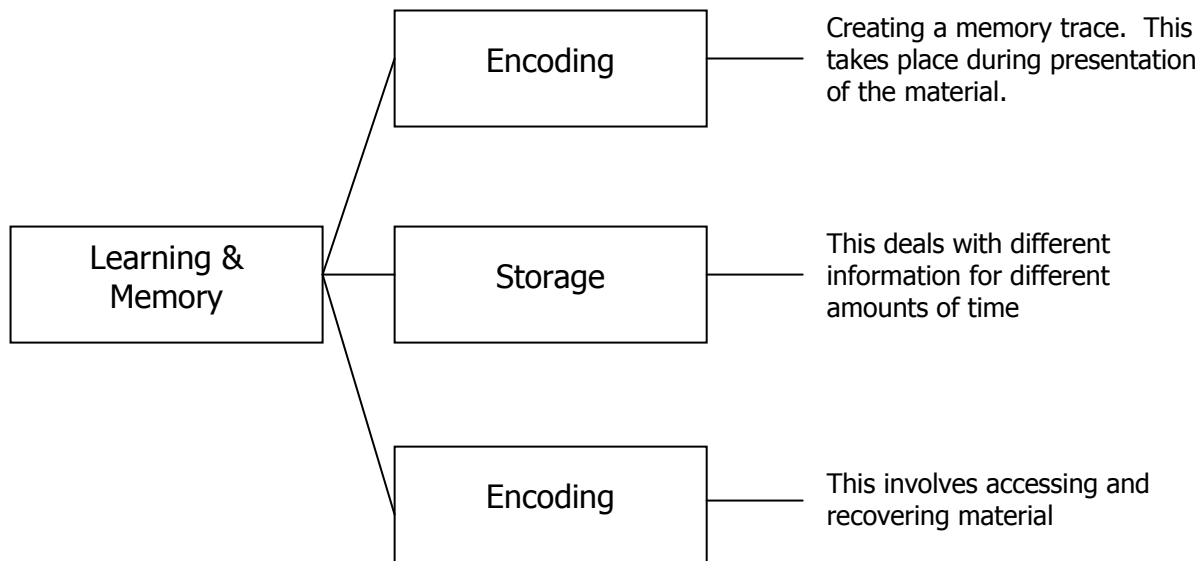 Encoding
Creating a memory trace.  This
takes place during presentation
of the material.
Learning &
Memory
Storage
This deals with different
information for different
amounts of time
Encoding
This involves accessing and
recovering material